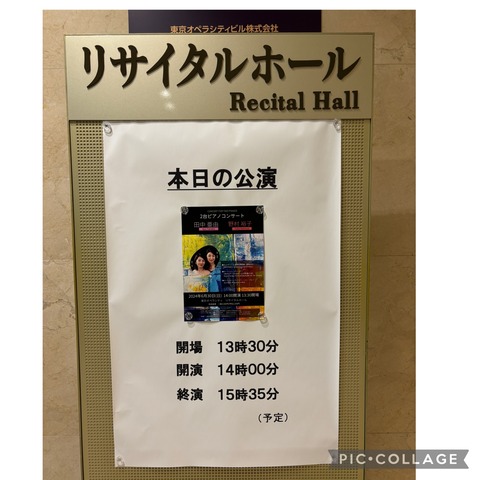 東京オペラシティビル株式会社
リサイタルホール
Recital Hall
本日の公演
2台ピアノコンサート
開場 13時30分
開演 14時00分
終演 15時35分
(予定)
PIC•COLLAGE